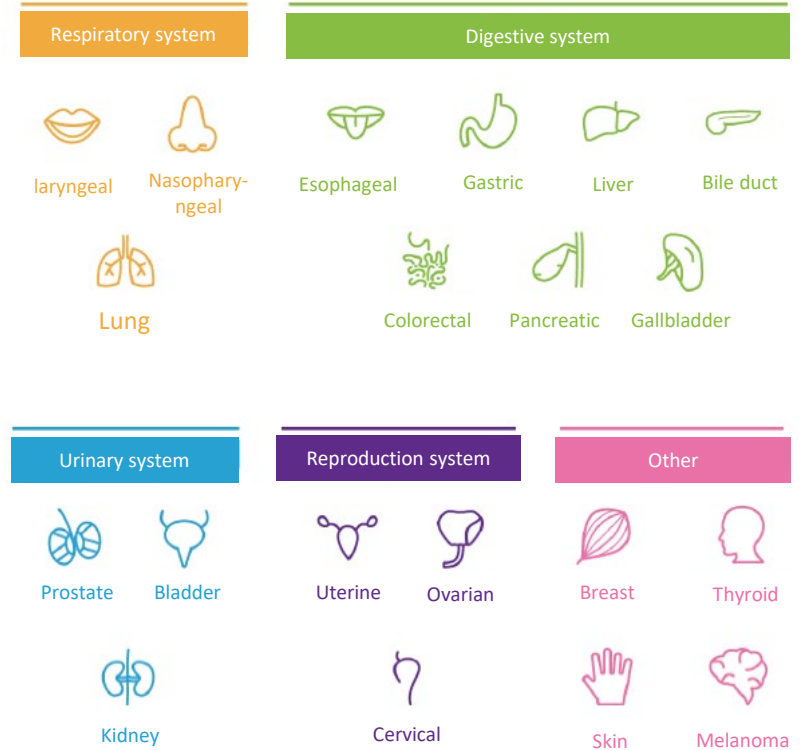 Respiratory system
Digestive system
laryngeal
Nasophary-
ngeal
Esophageal
Gastric
Liver
Bile duct
Lung
Colorectal
Pancreatic
Gallbladder
Urinary system
Reproduction system
Other
Prostate
Bladder
Uterine
Ovarian
Breast
Thyroid
Kidney
Cervical
Skin
Melanoma